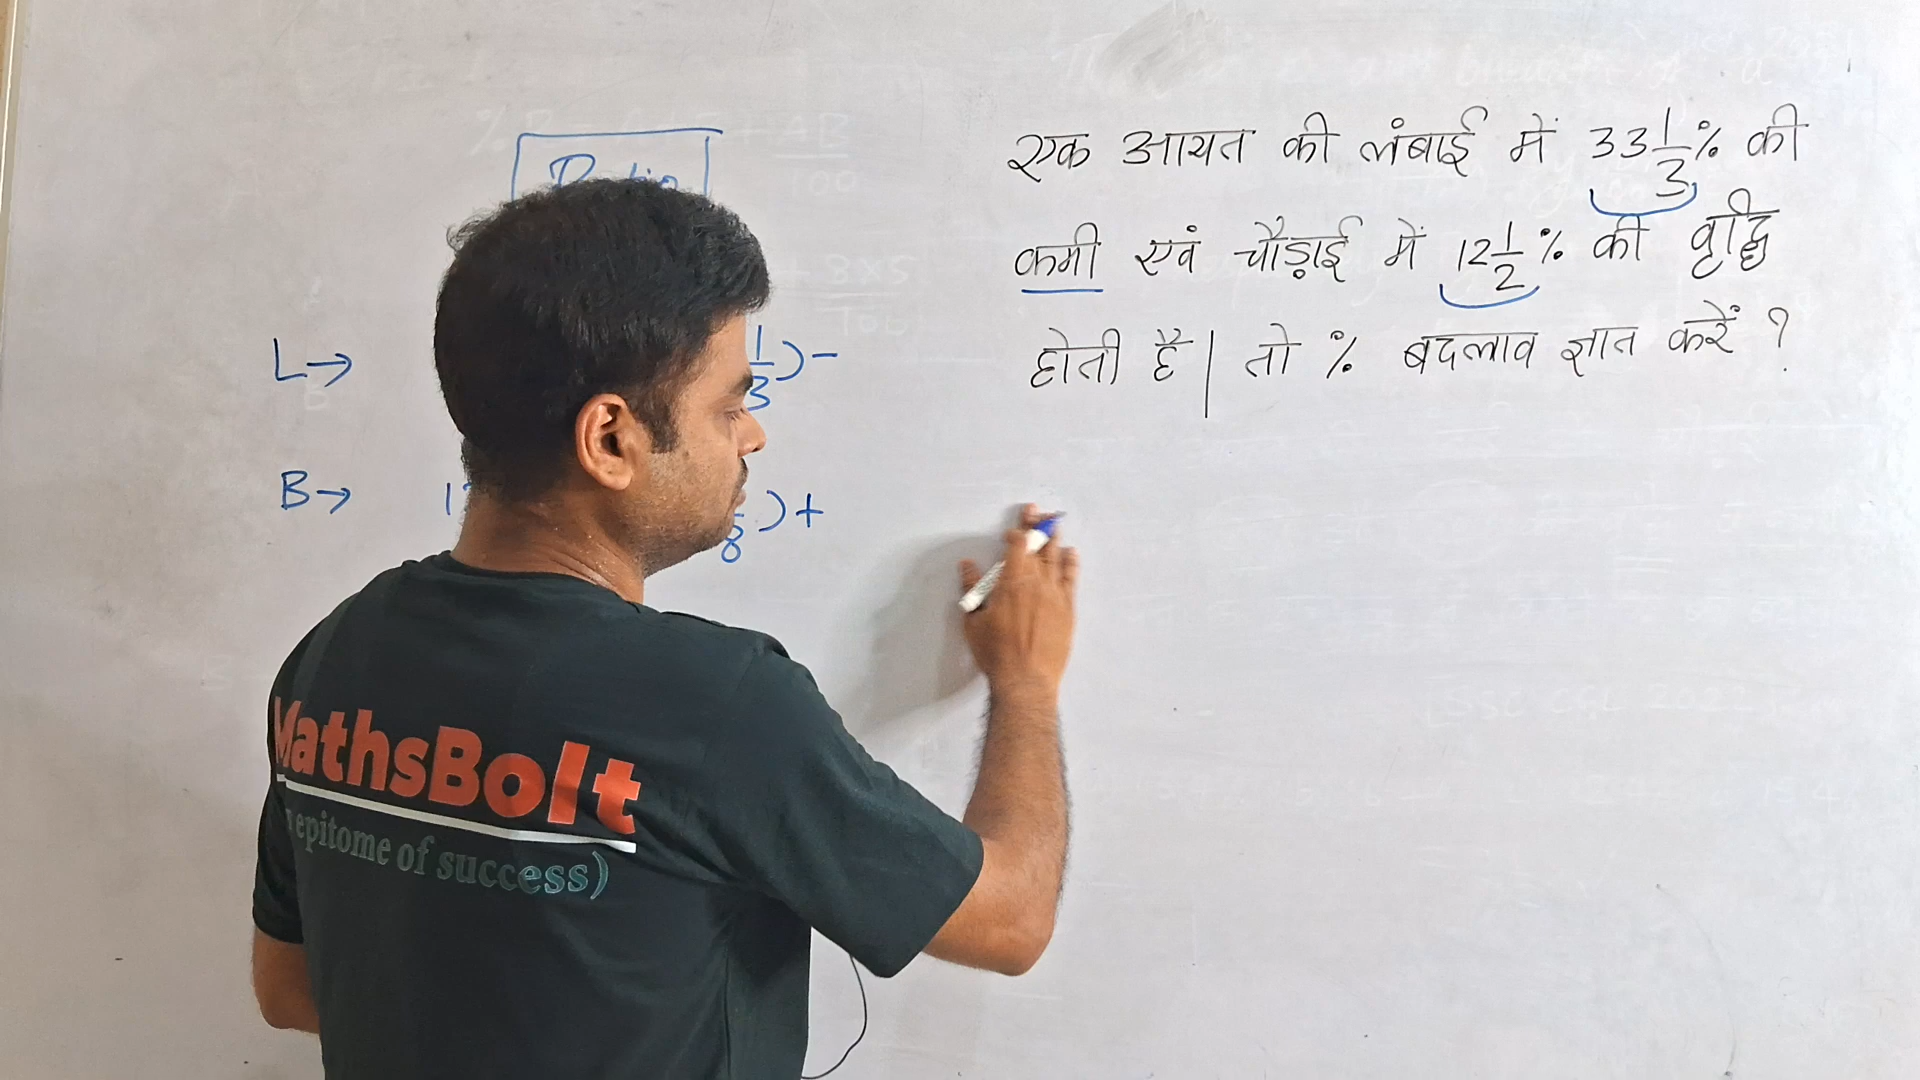 एक आयत की लंबाई में 33 1/3 % की
कमी एवं चौड़ाई में 12 1/2 % की वृद्धि
होती है | तो % बदलाव ज्ञात करें ?
L→ 1/3 ) -
B→ 1 8 ) +
MathsBolt
epitome of success)